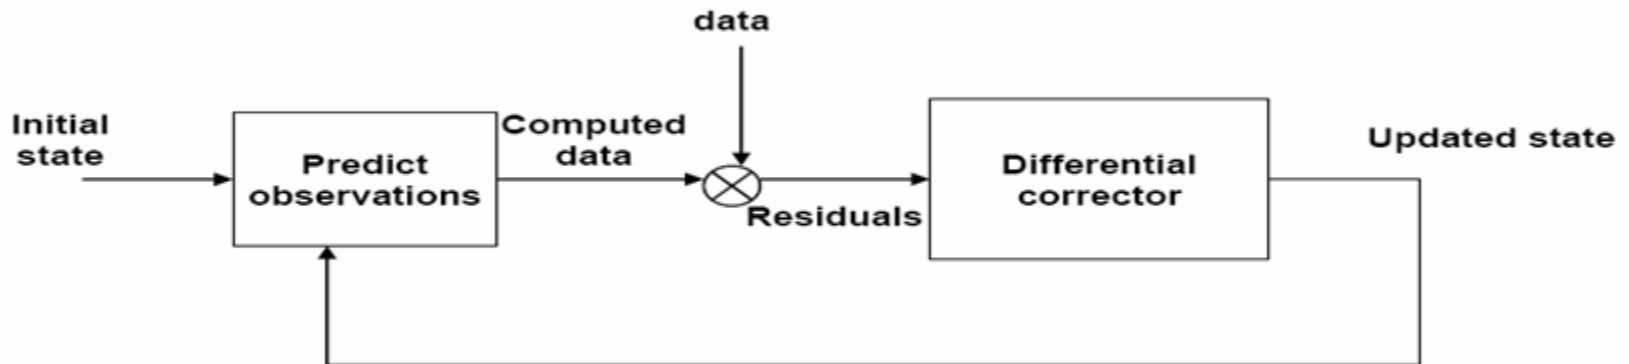 data
Initial
state
Predict
observations
Computed
data
Residuals
Differential
corrector
Updated state